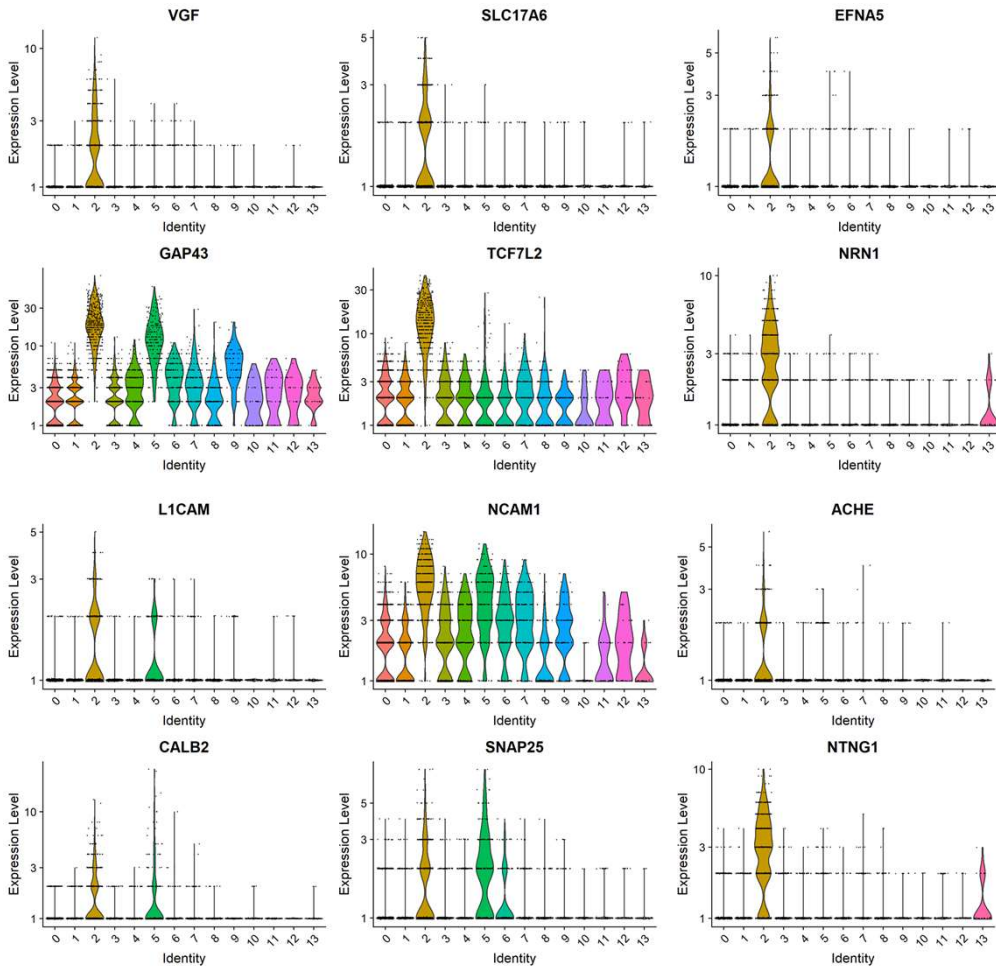 VGF
SLC17A6
EFNA5
Expression Level
10
3
1
0 1 2 3 4 5 6 7 8 9 10 11 12 13
Identity
Expression Level
5
3
1
0 1 2 3 4 5 6 7 8 9 10 11 12 13
Identity
Expression Level
5
3
1
0 1 2 3 4 5 6 7 8 9 10 11 12 13
Identity
GAP43
TCF7L2
NRN1
Expression Level
30
10
3
1
0 1 2 3 4 5 6 7 8 9 10 11 12 13
Identity
Expression Level
30
10
3
1
0 1 2 3 4 5 6 7 8 9 10 11 12 13
Identity
Expression Level
10
3
1
0 1 2 3 4 5 6 7 8 9 10 11 12 13
Identity
L1CAM
NCAM1
ACHE
Expression Level
5
3
1
0 1 2 3 4 5 6 7 8 9 10 11 12 13
Identity
Expression Level
10
3
1
0 1 2 3 4 5 6 7 8 9 10 11 12 13
Identity
Expression Level
5
3
1
0 1 2 3 4 5 6 7 8 9 10 11 12 13
Identity
CALB2
SNAP25
NTNG1
Expression Level
10
3
1
0 1 2 3 4 5 6 7 8 9 10 11 12 13
Identity
Expression Level
5
3
1
0 1 2 3 4 5 6 7 8 9 10 11 12 13
Identity
Expression Level
10
3
1
0 1 2 3 4 5 6 7 8 9 10 11 12 13
Identity